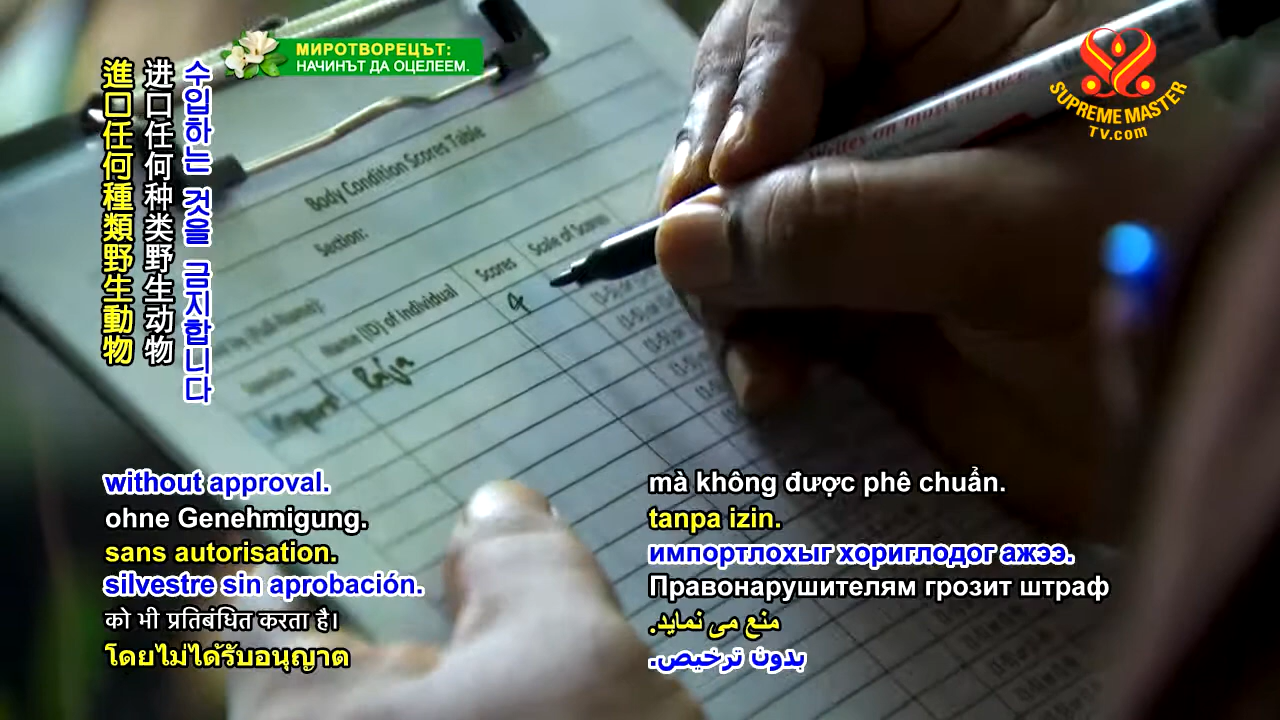 МИРОТВОРЕЦЪТ:
НАЧИНЪТ ДА ОЦЕЛЕЕМ.
SUPREME MASTER
TV.com
進口任何種類野生動物
进口任何种类野生动物
수입하는 것을 금지합니다
Writes on most surfaces
Body Condition Scores Table
Section:
Name (ID) of Individual
Scores
Scale of Scores
4
without approval.
ohne Genehmigung.
sans autorisation.
silvestre sin aprobación.
को भी प्रतिबंधित करता है।
โดยไม่ได้รับอนุญาต
mà không được phê chuẩn.
tanpa izin.
импортлохыг хориглодог ажээ.
Правонарушителям грозит штраф
منع می نماید.
بدون ترخيص.